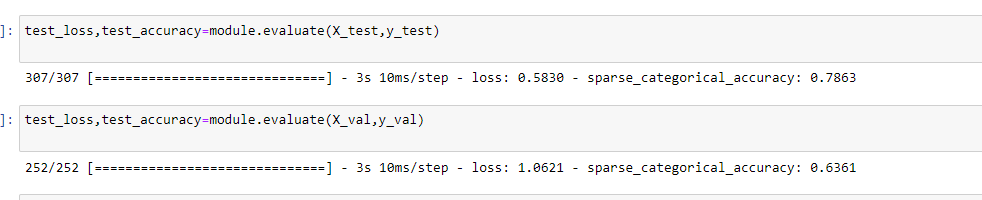 ]: test_loss,test_accuracy=module.evaluate(X_test,y_test)
307/307 [==============================] - 3s 10ms/step - loss: 0.5830 - sparse_categorical_accuracy: 0.7863
]: test_loss,test_accuracy=module.evaluate(X_val,y_val)
252/252 [==============================] - 3s 10ms/step - loss: 1.0621 - sparse_categorical_accuracy: 0.6361